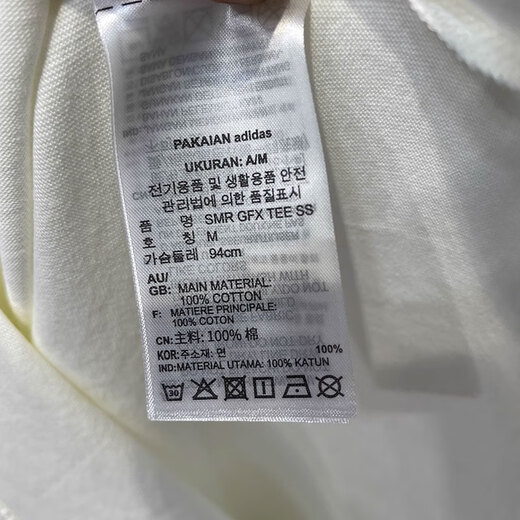 PAKAIAN adidas
UKURAN: A/M
전기용품 및 생활용품 안전
관리법에 의한 품질표시
품 명 SMR GFX TEE SS
호 칭 M
가슴둘레 94cm
AU/
GB: MAIN MATERIAL:
100% COTTON
F: MATIERE PRINCIPALE:
100% COTON
CN: 主料: 100% 棉
KOR: 주소재: 면 100%
IND: MATERIAL UTAMA: 100% KATUN
30